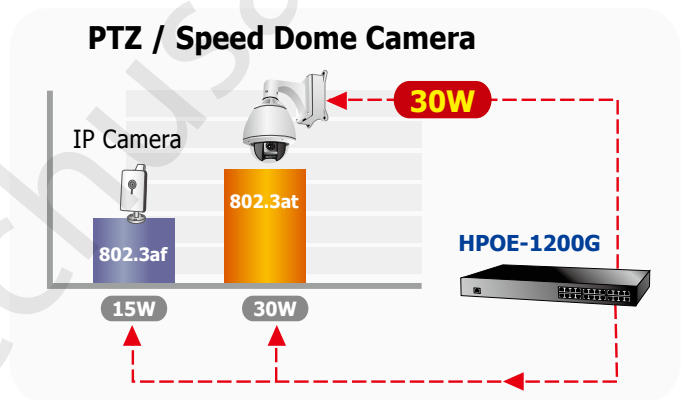 PTZ / Speed Dome Camera
30W
IP Camera
802.3at
802.3af
HPOE-1200G
15W
30W